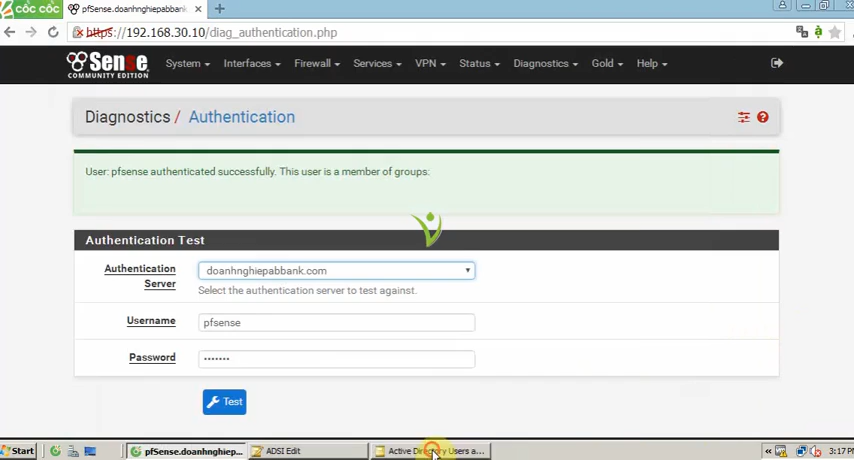 CỐC CỐC
pfSense.doanhnghiepabbank
https://192.168.30.10/diag_authentication.php
Sense
COMMUNITY EDITION
System
Interfaces
Firewall
Services
VPN
Status
Diagnostics
Gold
Help
Diagnostics / Authentication
User: pfsense authenticated successfully. This user is a member of groups:
Authentication Test
Authentication
Server
doanhnghiepabbank.com
Select the authentication server to test against.
Username
pfsense
Password
•••••••
Test
Start
pfSense.doanhnghiep...
ADSI Edit
Active Directory Users a...
«
3:17 PM